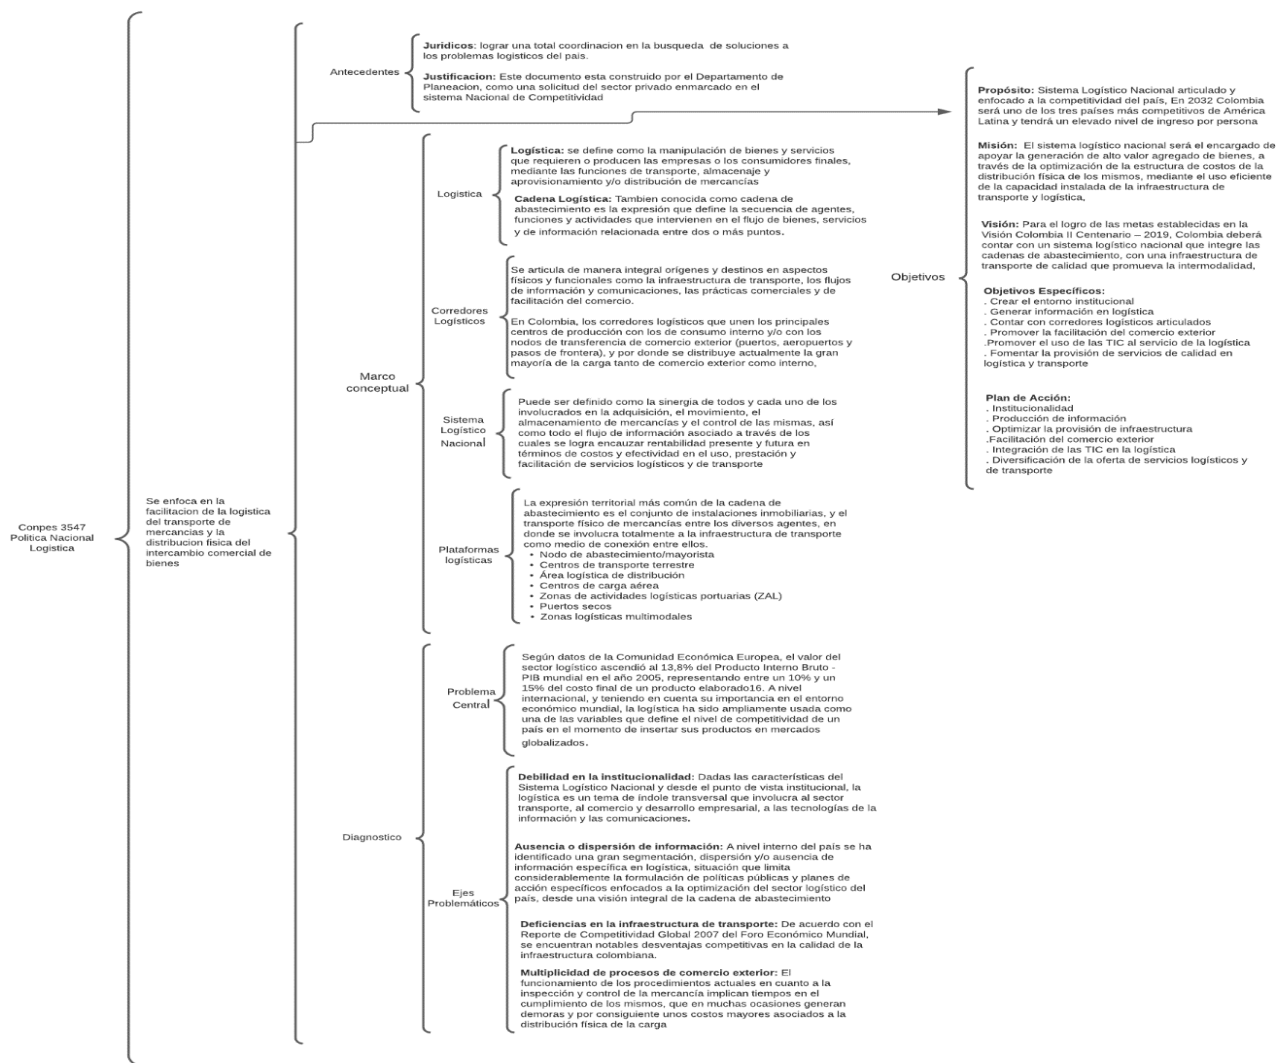 Conpes 3547
Politica Nacional
Logistica
Se enfoca en la
facilitacion de la logistica
del transporte de
mercancias y la
distribucion fisica del
intercambio comercial de
bienes
Antecedentes
Juridicos: lograr una total coordinacion en la busqueda de soluciones a
los problemas logisticos del pais.
Justificacion: Este documento esta construido por el Departamento de
Planeacion, como una solicitud del sector privado enmarcado en el
sistema Nacional de Competitividad
Marco
conceptual
Logistica
Logística: se define como la manipulación de bienes y servicios
que requieren o producen las empresas o los consumidores finales,
mediante las funciones de transporte, almacenaje y
aprovisionamiento y/o distribución de mercancías
Cadena Logística: Tambien conocida como cadena de
abastecimiento es la expresión que define la secuencia de agentes,
funciones y actividades que intervienen en el flujo de bienes, servicios
y de información relacionada entre dos o más puntos.
Corredores
Logísticos
Se articula de manera integral orígenes y destinos en aspectos
físicos y funcionales como la infraestructura de transporte, los flujos
de información y comunicaciones, las prácticas comerciales y de
facilitación del comercio.
En Colombia, los corredores logísticos que unen los principales
centros de producción con los de consumo interno y/o con los
nodos de transferencia de comercio exterior (puertos, aeropuertos y
pasos de frontera), y por donde se distribuye actualmente la gran
mayoría de la carga tanto de comercio exterior como interno,
Sistema
Logístico
Nacional
Puede ser definido como la sinergia de todos y cada uno de los
involucrados en la adquisición, el movimiento, el
almacenamiento de mercancías y el control de las mismas, así
como todo el flujo de información asociado a través de los
cuales se logra encauzar rentabilidad presente y futura en
términos de costos y efectividad en el uso, prestación y
facilitación de servicios logísticos y de transporte
Plataformas
logísticas
La expresión territorial más común de la cadena de
abastecimiento es el conjunto de instalaciones inmobiliarias, y el
transporte físico de mercancías entre los diversos agentes, en
donde se involucra totalmente a la infraestructura de transporte
como medio de conexión entre ellos.
• Nodo de abastecimiento/mayorista
• Centros de transporte terrestre
• Área logística de distribución
• Centros de carga aérea
• Zonas de actividades logísticas portuarias (ZAL)
• Puertos secos
• Zonas logísticas multimodales
Diagnostico
Problema
Central
Según datos de la Comunidad Económica Europea, el valor del
sector logístico ascendió al 13,8% del Producto Interno Bruto -
PIB mundial en el año 2005, representando entre un 10% y un
15% del costo final de un producto elaborado16. A nivel
internacional, y teniendo en cuenta su importancia en el entorno
económico mundial, la logística ha sido ampliamente usada como
una de las variables que define el nivel de competitividad de un
país en el momento de insertar sus productos en mercados
globalizados.
Ejes
Problemáticos
Debilidad en la institucionalidad: Dadas las características del
Sistema Logístico Nacional y desde el punto de vista institucional, la
logística es un tema de índole transversal que involucra al sector
transporte, al comercio y desarrollo empresarial, a las tecnologías de la
información y las comunicaciones.
Ausencia o dispersión de información: A nivel interno del país se ha
identificado una gran segmentación, dispersión y/o ausencia de
información específica en logística, situación que limita
considerablemente la formulación de políticas públicas y planes de
acción específicos enfocados a la optimización del sector logístico del
país, desde una visión integral de la cadena de abastecimiento
Deficiencias en la infraestructura de transporte: De acuerdo con el
Reporte de Competitividad Global 2007 del Foro Económico Mundial,
se encuentran notables desventajas competitivas en la calidad de la
infraestructura colombiana.
Multiplicidad de procesos de comercio exterior: El
funcionamiento de los procedimientos actuales en cuanto a la
inspección y control de la mercancía implican tiempos en el
cumplimiento de los mismos, que en muchas ocasiones generan
demoras y por consiguiente unos costos mayores asociados a la
distribución física de la carga
Objetivos
Propósito: Sistema Logístico Nacional articulado y
enfocado a la competitividad del país, En 2032 Colombia
será uno de los tres países más competitivos de América
Latina y tendrá un elevado nivel de ingreso por persona
Misión: El sistema logístico nacional será el encargado de
apoyar la generación de alto valor agregado de bienes, a
través de la optimización de la estructura de costos de la
distribución física de los mismos, mediante el uso eficiente
de la capacidad instalada de la infraestructura de
transporte y logística,
Visión: Para el logro de las metas establecidas en la
Visión Colombia II Centenario – 2019, Colombia deberá
contar con un sistema logístico nacional que integre las
cadenas de abastecimiento, con una infraestructura de
transporte de calidad que promueva la intermodalidad,
Objetivos Específicos:
. Crear el entorno institucional
. Generar información en logística
. Contar con corredores logísticos articulados
. Promover la facilitación del comercio exterior
.Promover el uso de las TIC al servicio de la logística
. Fomentar la provisión de servicios de calidad en
logística y transporte
Plan de Acción:
. Institucionalidad
. Producción de información
. Optimizar la provisión de infraestructura
.Facilitación del comercio exterior
. Integración de las TIC en la logística
. Diversificación de la oferta de servicios logísticos y
de transporte